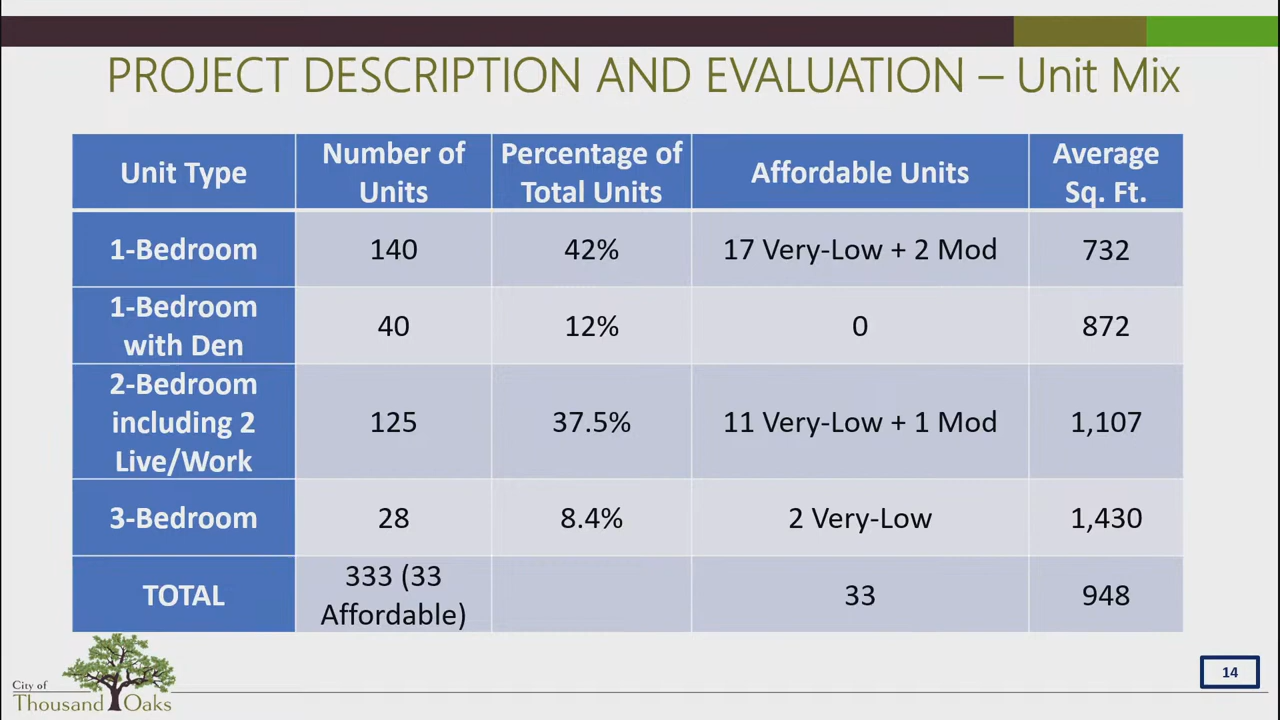 PROJECT DESCRIPTION AND EVALUATION – Unit Mix
Unit Type
Number of
Units
Percentage of
Total Units
Affordable Units
Average
Sq. Ft.
1-Bedroom
140
42%
17 Very-Low + 2 Mod
732
1-Bedroom
with Den
40
12%
0
872
2-Bedroom
including 2
Live/Work
125
37.5%
11 Very-Low + 1 Mod
1,107
3-Bedroom
28
8.4%
2 Very-Low
1,430
TOTAL
333 (33
Affordable)
33
948
City of
Thousand Oaks
14